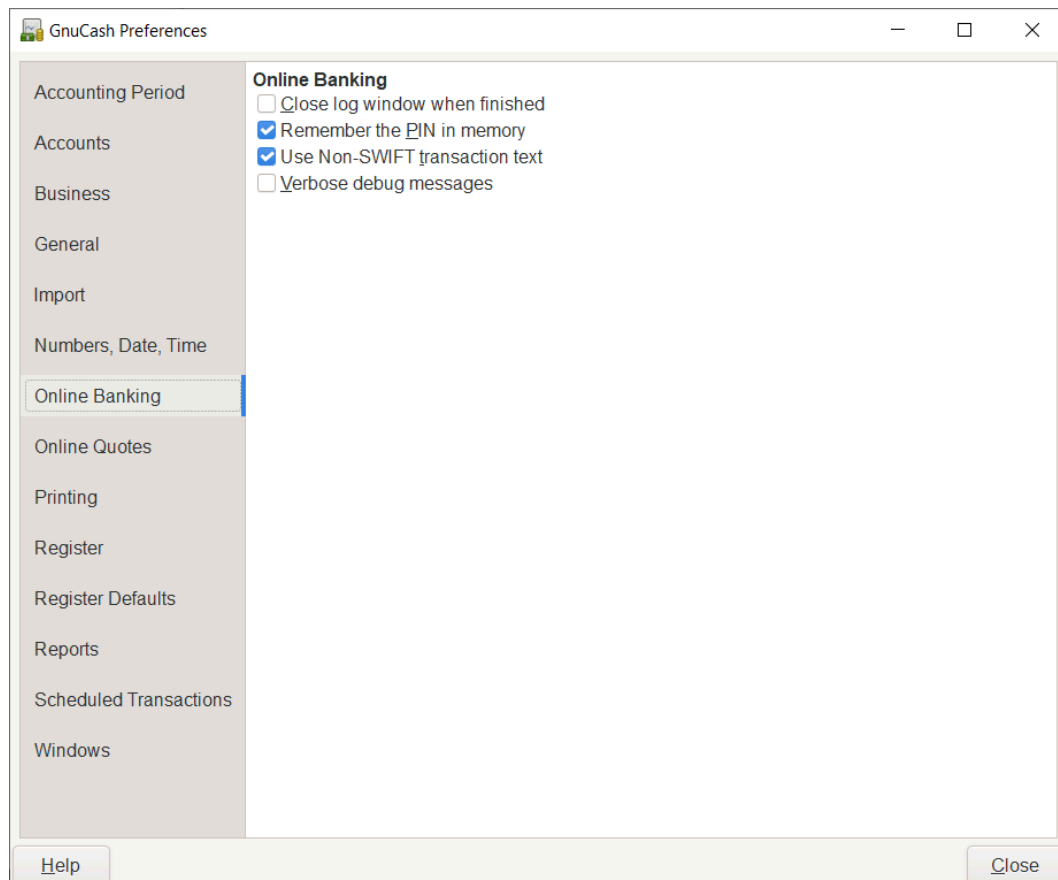 GnuCash Preferences
Accounting Period
Accounts
Business
General
Import
Numbers, Date, Time
Online Banking
Online Quotes
Printing
Register
Register Defaults
Reports
Scheduled Transactions
Windows
Online Banking
Close log window when finished
Remember the PIN in memory
Use Non-SWIFT transaction text
Verbose debug messages
Help
Close